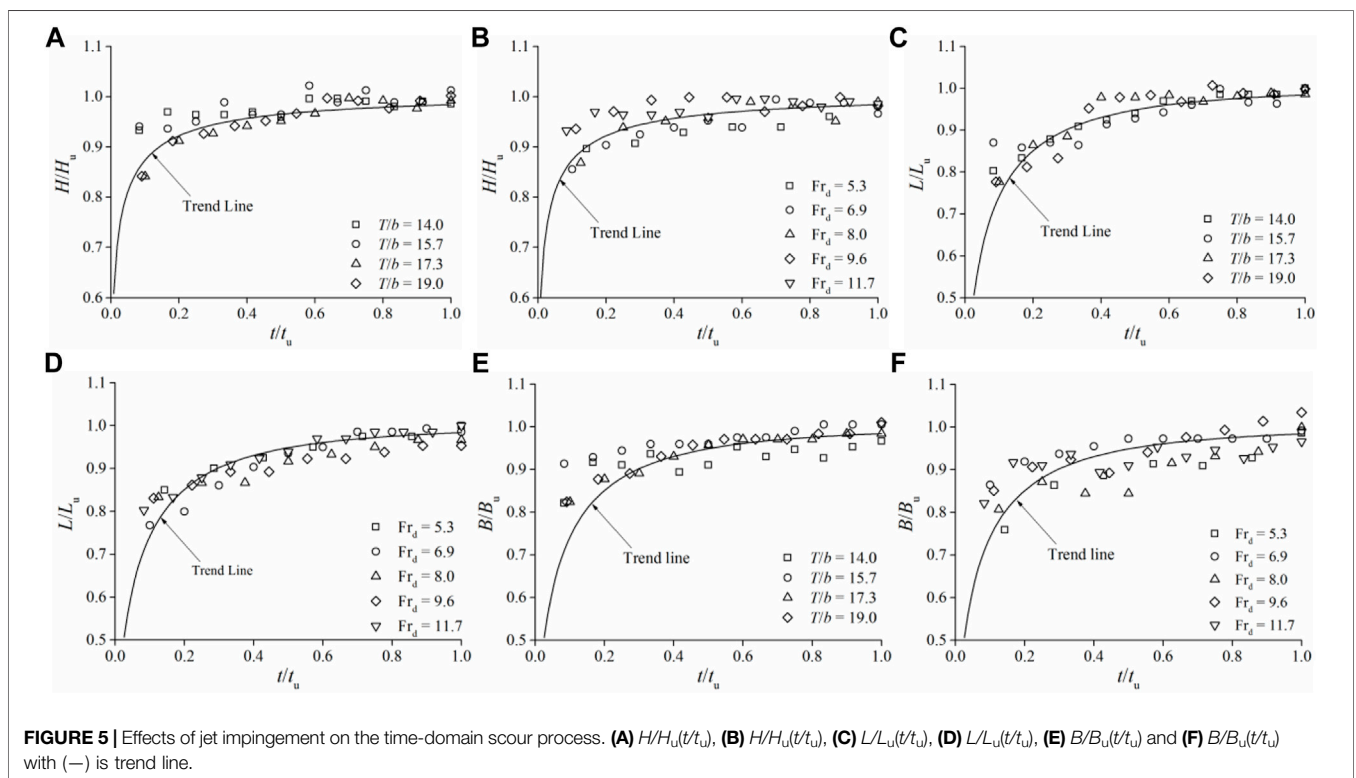 A
1.1
1.0
0.9
0.8
0.7
0.6
H/Hu
Trend Line
T/b = 14.0
T/b = 15.7
T/b = 17.3
T/b = 19.0
0.0 0.2 0.4 0.6 0.8 1.0
t/tu
B
1.1
1.0
0.9
0.8
0.7
0.6
H/Hu
Trend Line
Frd = 5.3
Frd = 6.9
Frd = 8.0
Frd = 9.6
Frd = 11.7
0.0 0.2 0.4 0.6 0.8 1.0
t/tu
C
1.1
1.0
0.9
0.8
0.7
0.6
0.5
L/Lu
Trend Line
T/b = 14.0
T/b = 15.7
T/b = 17.3
T/b = 19.0
0.0 0.2 0.4 0.6 0.8 1.0
t/tu
D
1.1
1.0
0.9
0.8
0.7
0.6
0.5
L/Lu
Trend Line
Frd = 5.3
Frd = 6.9
Frd = 8.0
Frd = 9.6
Frd = 11.7
0.0 0.2 0.4 0.6 0.8 1.0
t/tu
E
1.1
1.0
0.9
0.8
0.7
0.6
0.5
B/Bu
Trend line
T/b = 14.0
T/b = 15.7
T/b = 17.3
T/b = 19.0
0.0 0.2 0.4 0.6 0.8 1.0
t/tu
F
1.1
1.0
0.9
0.8
0.7
0.6
0.5
B/Bu
Trend line
Frd = 5.3
Frd = 6.9
Frd = 8.0
Frd = 9.6
Frd = 11.7
0.0 0.2 0.4 0.6 0.8 1.0
t/tu
FIGURE 5 | Effects of jet impingement on the time-domain scour process. (A) H/Hu(t/tu), (B) H/Hu(t/tu), (C) L/Lu(t/tu), (D) L/Lu(t/tu), (E) B/Bu(t/tu) and (F) B/Bu(t/tu)
with (—) is trend line.